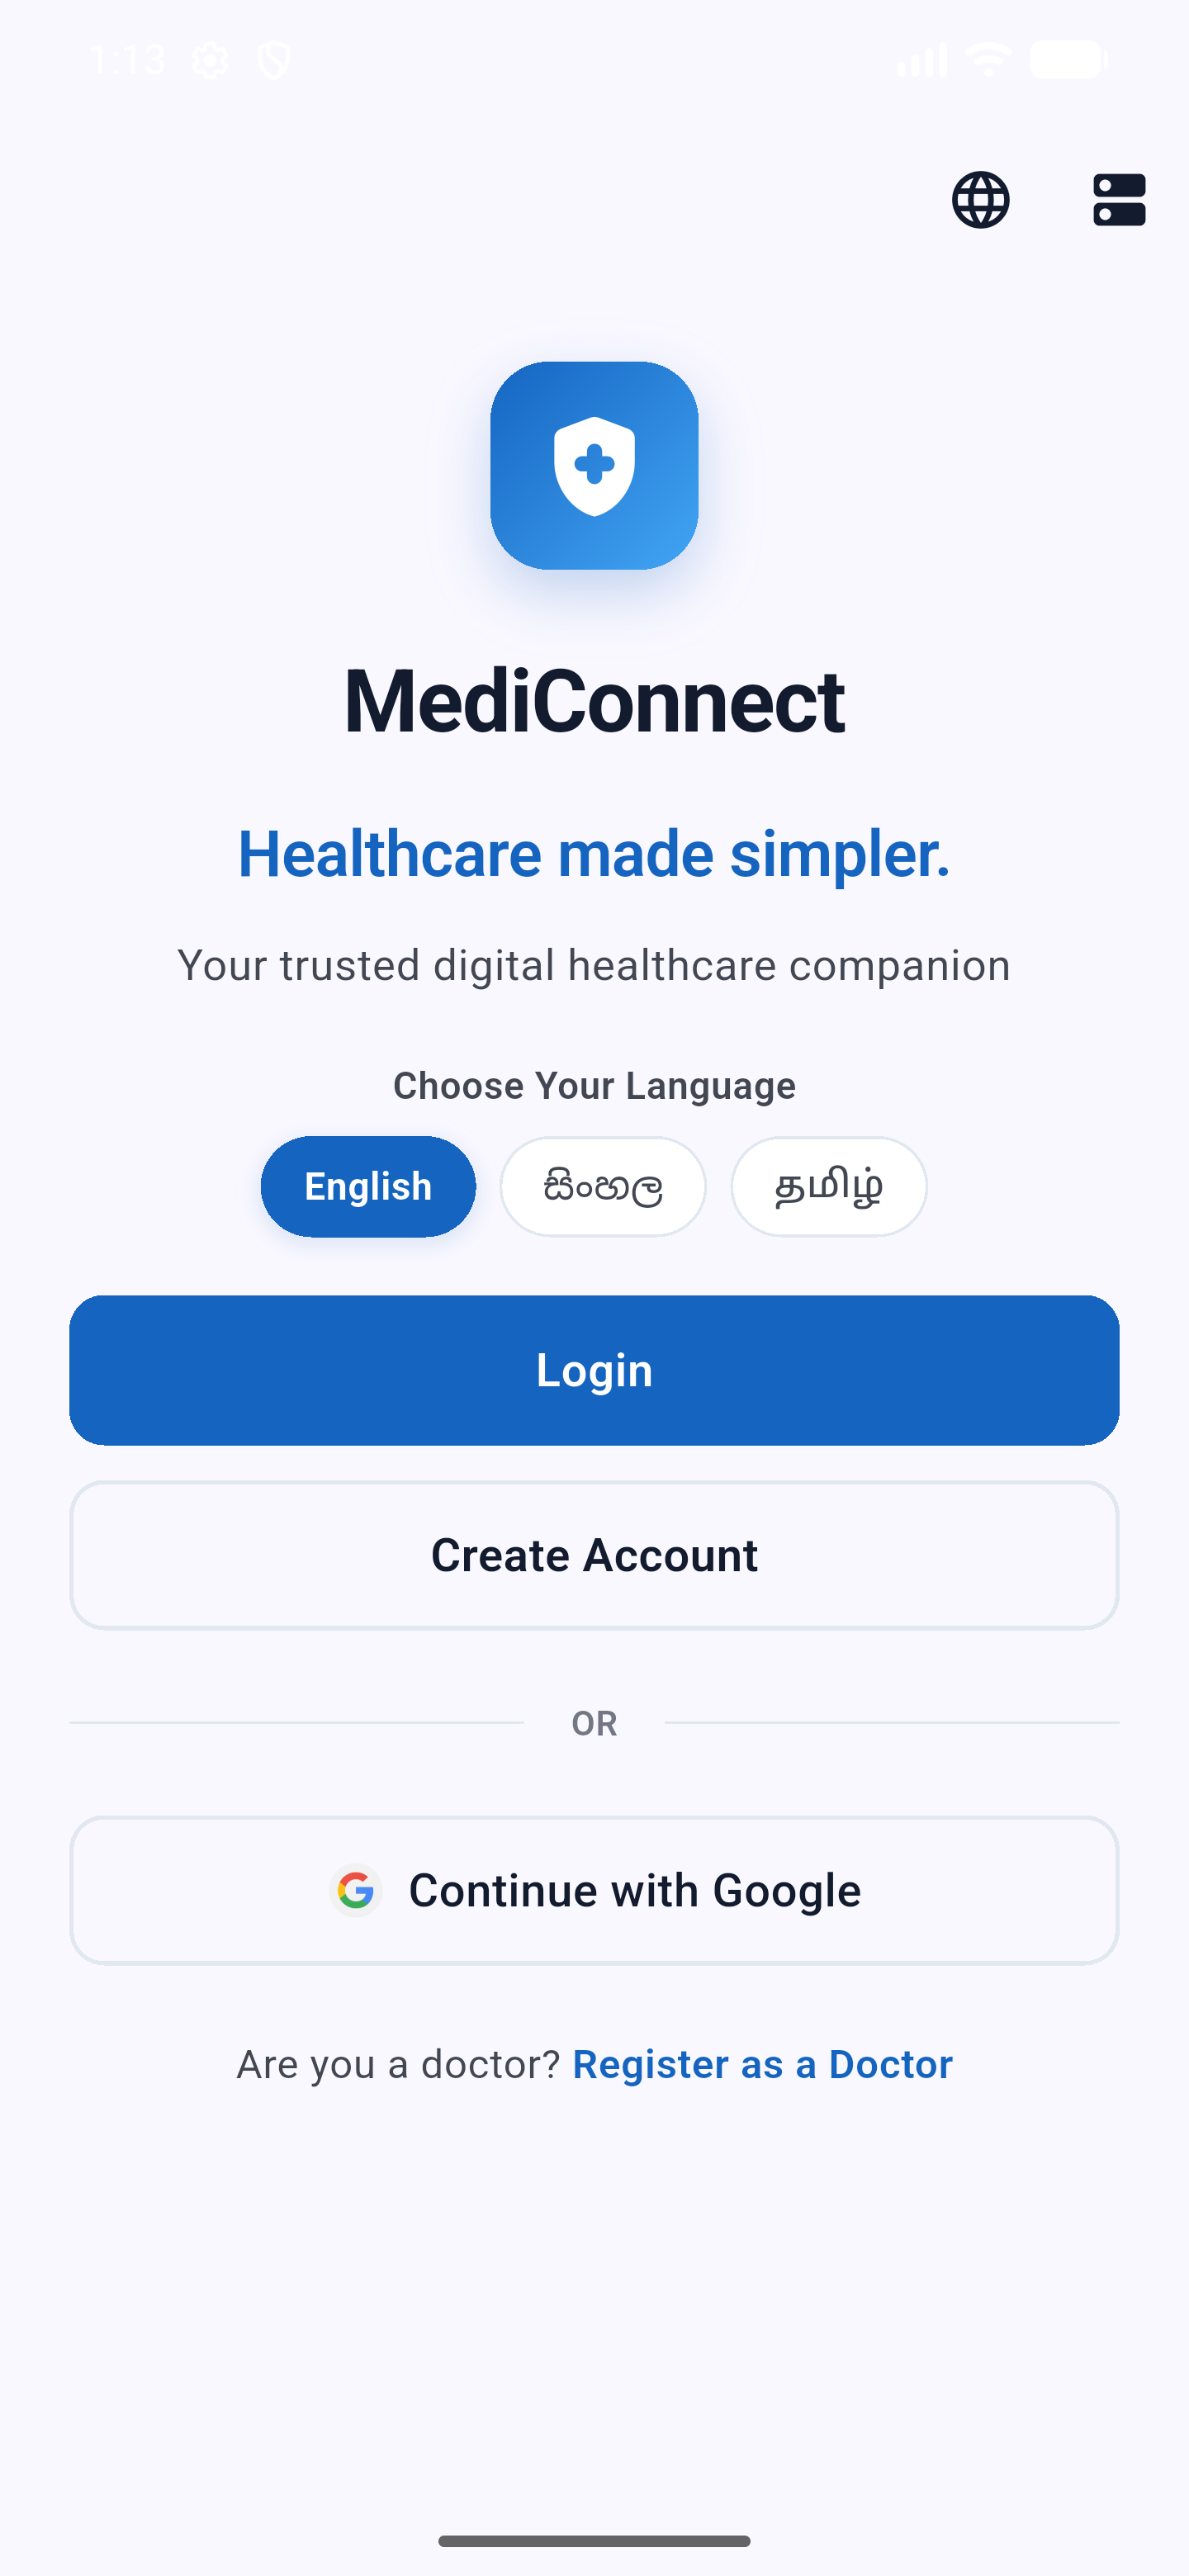 1:13
MediConnect
Healthcare made simpler.
Your trusted digital healthcare companion
Choose Your Language
English සිංහල தமிழ்
Login
Create Account
OR
Continue with Google
Are you a doctor? Register as a Doctor